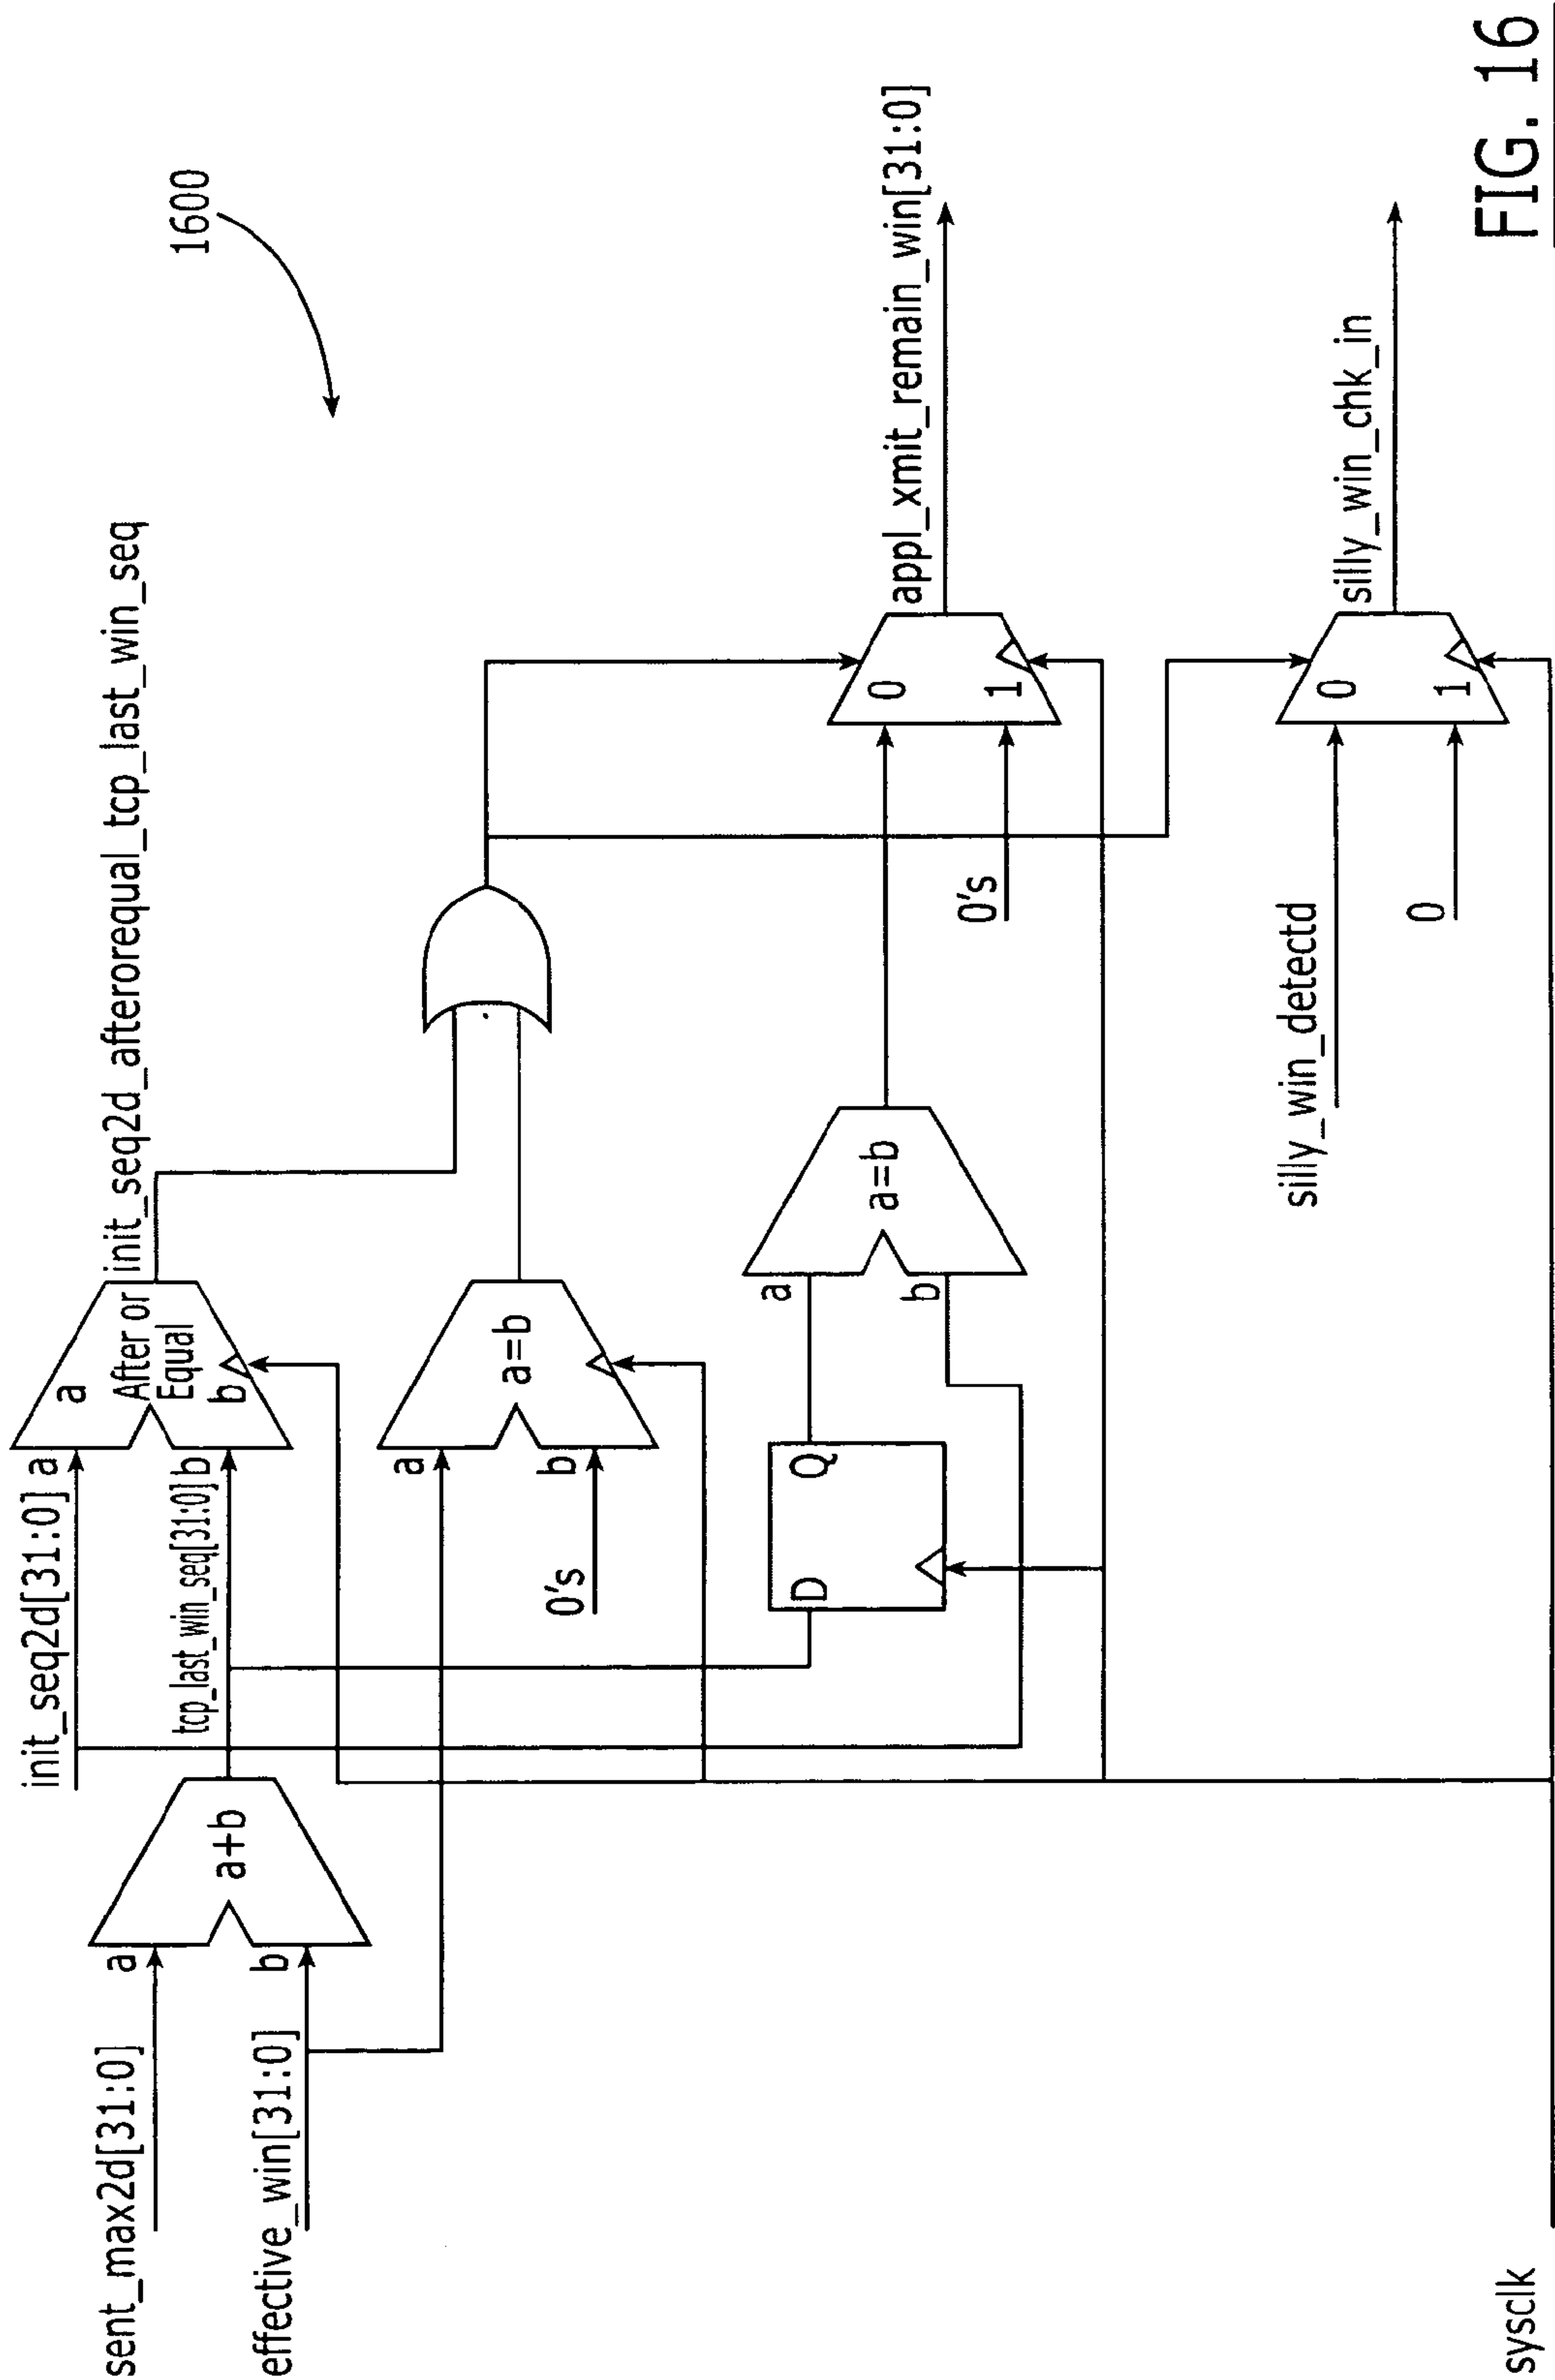 1600
init_seq2d[31:0] a
a
After or
Equal
b
init_seq2d_afterorequal_tcp_last_win_seq
tcp_last_win_seq[31:0] b
sent_max2d[31:0]
a
a+b
b
effective_win[31:0]
a
a=b
b
0's
D
Q
a
a=b
b
0
1
0's
appl_xmit_remain_win[31:0]
silly_win_detectd
0
0
1
silly_win_chk_in
sysclk
FIG. 16